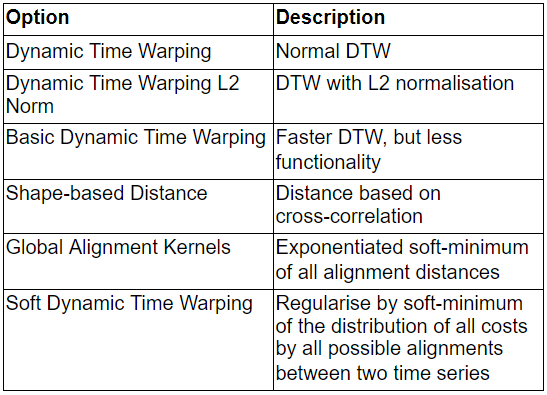 Option Description
Dynamic Time Warping Normal DTW
Dynamic Time Warping L2 DTW with L2 normalisation
Norm
Basic Dynamic Time Warping Faster DTW, but less
functionality
Shape-based Distance Distance based on
cross-correlation
Global Alignment Kernels Exponentiated soft-minimum
of all alignment distances
Soft Dynamic Time Warping Regularise by soft-minimum
of the distribution of all costs
by all possible alignments
between two time series